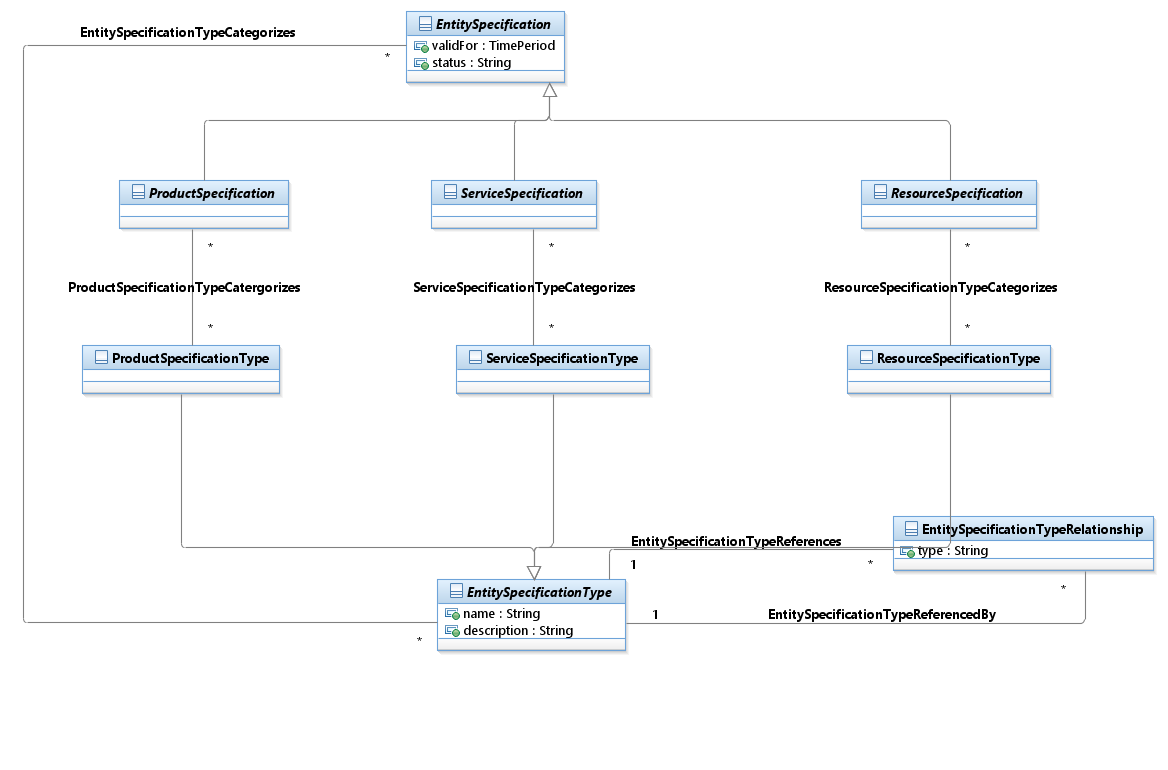 EntitySpecification
EntitySpecificationTypeCategorizes
validFor : TimePeriod
*
status : String
ProductSpecification
ServiceSpecification
ResourceSpecification
*
*
*
ProductSpecificationTypeCatergorizes
ServiceSpecificationTypeCategorizes
ResourceSpecificationTypeCategorizes
*
*
*
ProductSpecificationType
ServiceSpecificationType
ResourceSpecificationType
EntitySpecificationTypeRelationship
EntitySpecificationTypeReferences
type : String
1
*
EntitySpecificationType
*
name : String
1
EntitySpecificationTypeReferencedBy
description : String
*